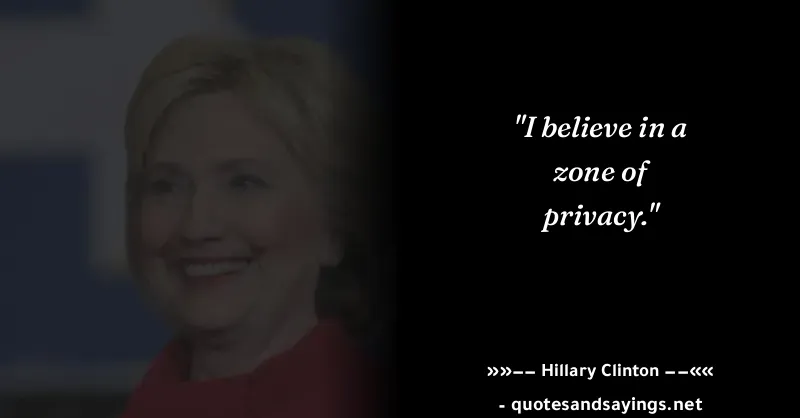 "I believe in a
zone of
privacy."
»»−− Hillary Clinton −−««
- quotesandsayings.net